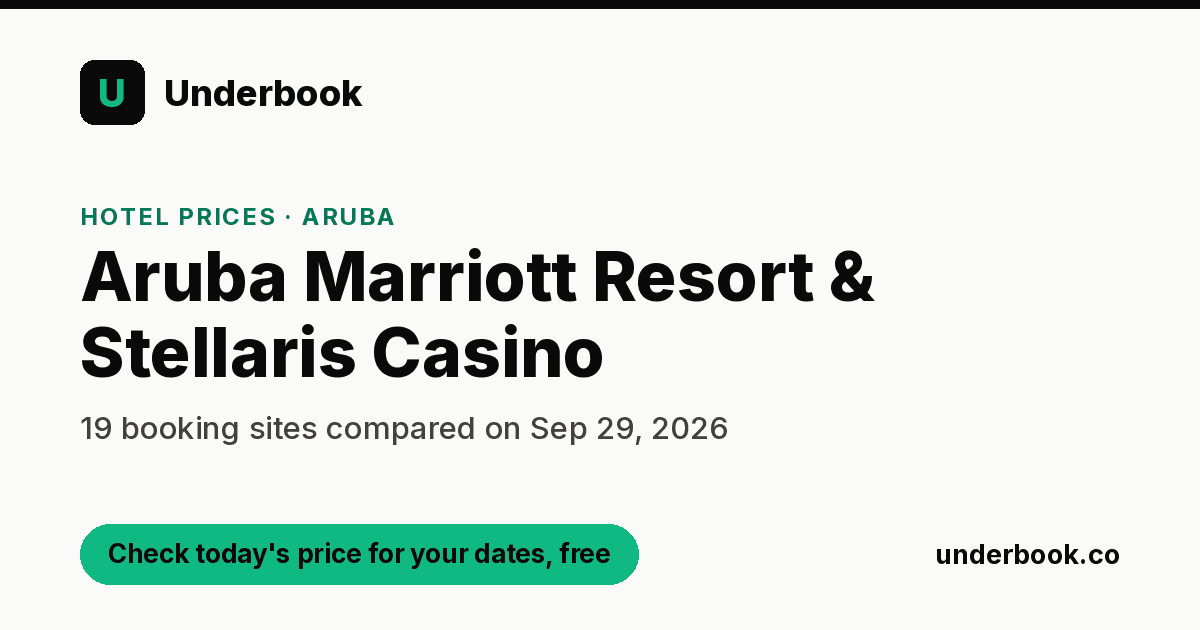 U Underbook
HOTEL PRICES · ARUBA
Aruba Marriott Resort &
Stellaris Casino
19 booking sites compared on Sep 29, 2026
Check today's price for your dates, free
underbook.co